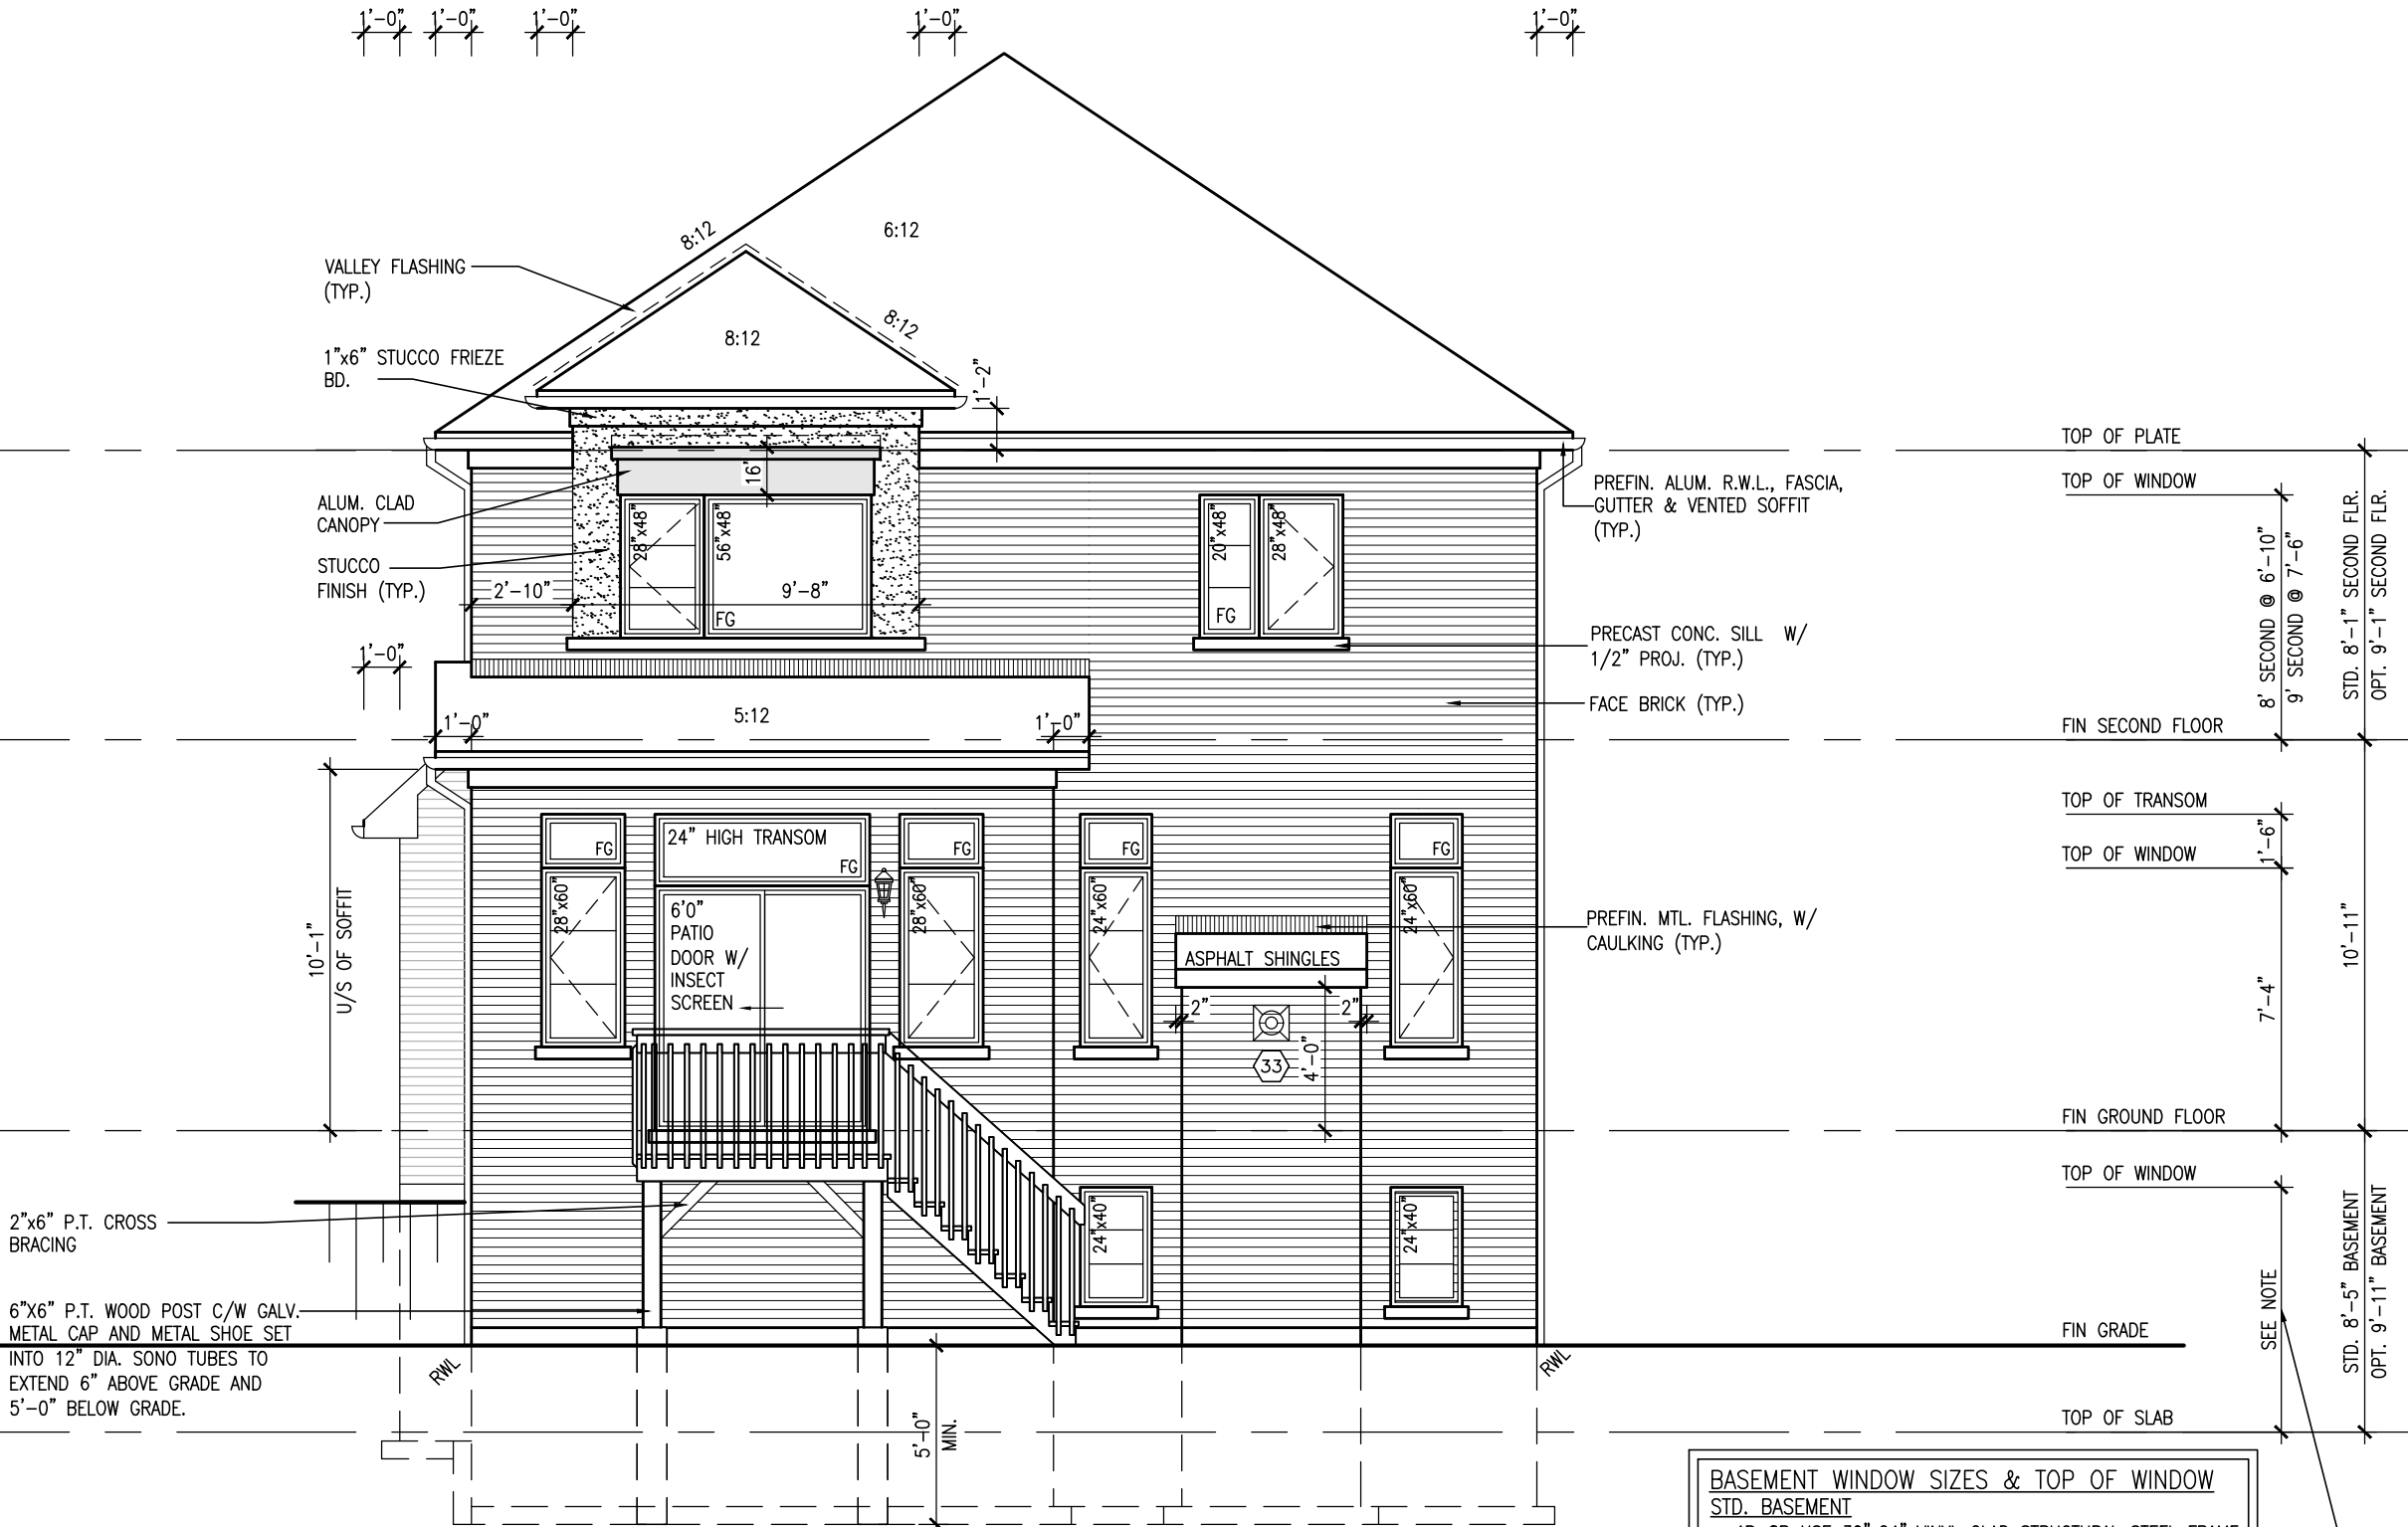 1'-0" 1'-0" 1'-0" 1'-0" 1'-0"
8:12
6:12
VALLEY FLASHING
(TYP.)
8:12
8:12
1"x6" STUCCO FRIEZE
BD.
1'-2"
TOP OF PLATE
16"
PREFIN. ALUM. R.W.L., FASCIA,
GUTTER & VENTED SOFFIT
(TYP.)
TOP OF WINDOW
ALUM. CLAD
CANOPY
28"x48"
56"x48"
20"x48"
28"x48"
STUCCO
FINISH (TYP.)
2'-10"
9'-8"
FG
FG
8' SECOND @ 6'-10"
9' SECOND @ 7'-6"
STD. 8'-1" SECOND FLR.
OPT. 9'-1" SECOND FLR.
PRECAST CONC. SILL W/
1/2" PROJ. (TYP.)
1'-0"
FACE BRICK (TYP.)
1'-0"
5:12
1'-0"
FIN SECOND FLOOR
TOP OF TRANSOM
1'-6"
TOP OF WINDOW
FG
24" HIGH TRANSOM
FG
FG
FG
FG
28"x60"
6'0"
PATIO
DOOR W/
INSECT
SCREEN
28"x60"
24"x60"
24"x60"
PREFIN. MTL. FLASHING, W/
CAULKING (TYP.)
10'-1"
U/S OF SOFFIT
ASPHALT SHINGLES
2"
2"
33
4'-0"
7'-4"
10'-11"
FIN GROUND FLOOR
TOP OF WINDOW
2"x6" P.T. CROSS
BRACING
24"x40"
24"x40"
SEE NOTE
STD. 8'-5" BASEMENT
OPT. 9'-11" BASEMENT
6"X6" P.T. WOOD POST C/W GALV.
METAL CAP AND METAL SHOE SET
INTO 12" DIA. SONO TUBES TO
EXTEND 6" ABOVE GRADE AND
5'-0" BELOW GRADE.
FIN GRADE
RWL
RWL
5'-0"
MIN.
TOP OF SLAB
BASEMENT WINDOW SIZES & TOP OF WINDOW
STD. BASEMENT